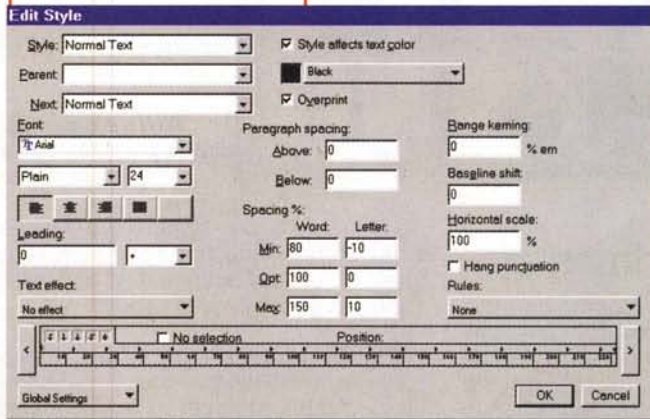 Edit Style
Style: Normal Text
Style affects text color
Parent:
Black
Next: Normal Text
Overprint
Font:
Arial
Plain 24
Leading:
0 +
Text effect:
No effect
Paragraph spacing:
Above: 0
Below: 0
Spacing %:
Word: Letter:
Min: 80 -10
Opt: 100 0
Max: 150 10
Range kerning:
0 % em
Baseline shift:
0
Horizontal scale:
100 %
Hang punctuation
Rules:
None
< No selection Position: >
Global Settings
OK Cancel